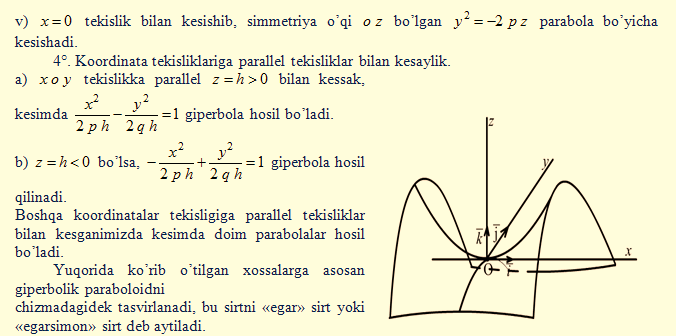 v) x = 0 tekislik bilan kesishib, simmetriya o’qi o z bo’lgan y² = −2 p z parabola bo’yicha
kesishadi.
4°. Koordinata tekisliklariga parallel tekisliklar bilan kesaylik.
a) x o y tekislikka parallel z = h > 0 bilan kessak,
kesimda x²/2 p h − y²/2 q h = 1 giperbola hosil bo’ladi.
b) z = h < 0 bo’lsa, − x²/2 p h + y²/2 q h = 1 giperbola hosil
qilinadi.
Boshqa koordinatalar tekisligiga parallel tekisliklar
bilan kesganimizda kesimda doim parabolalar hosil
bo’ladi.
Yuqorida ko’rib o’tilgan xossalarga asosan
giperbolik paraboloidni
chizmadagidek tasvirlanadi, bu sirtni «egar» sirt yoki
«egarsimon» sirt deb aytiladi.
z
y
k⃗ j⃗
x
O i⃗